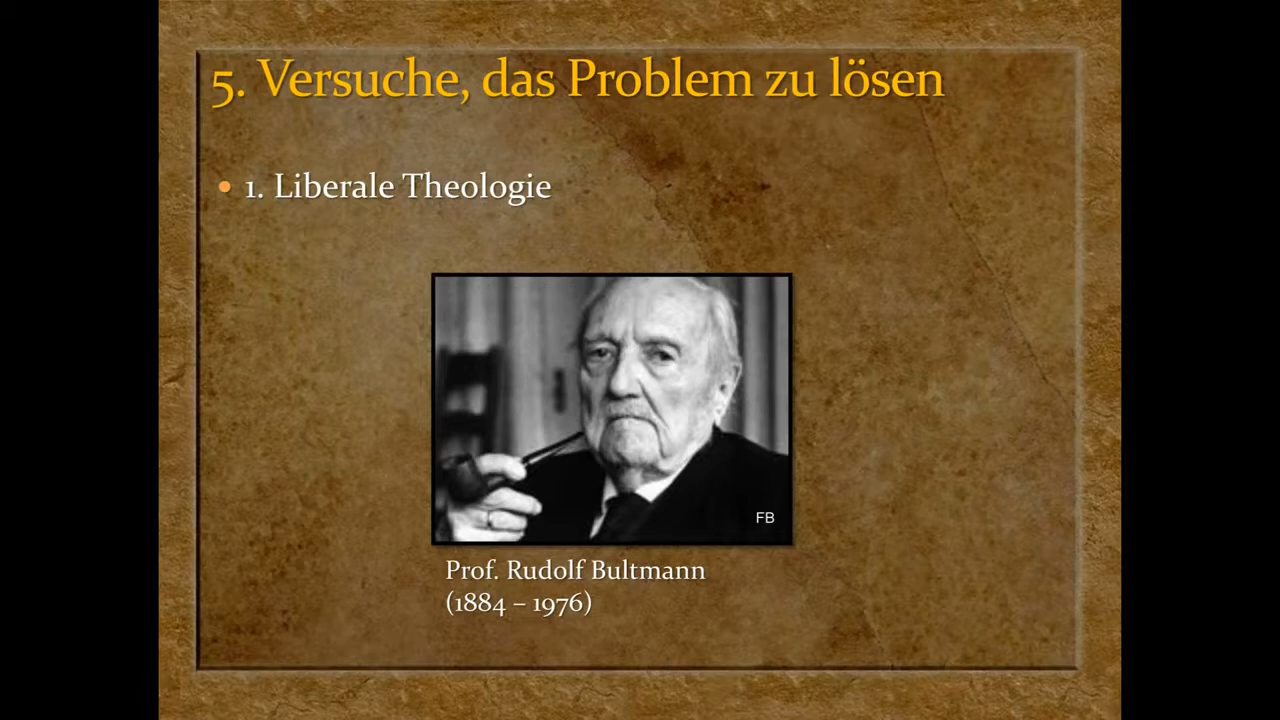 5. Versuche, das Problem zu lösen
• 1. Liberale Theologie
FB
Prof. Rudolf Bultmann
(1884 – 1976)